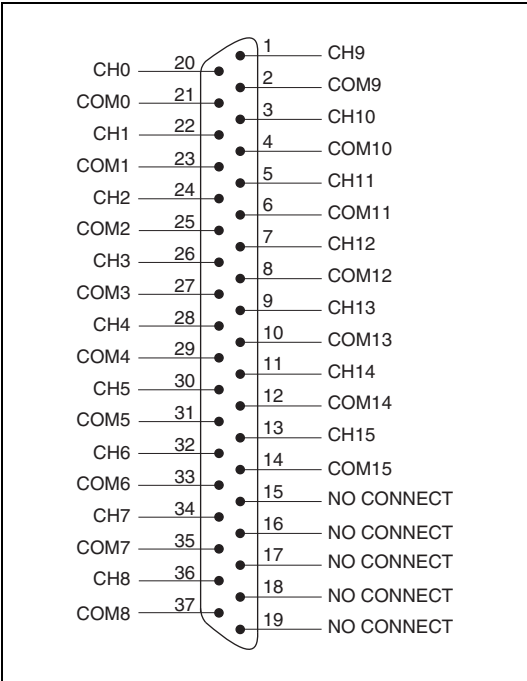 1 CH9
CH0 20
2 COM9
COM0 21
3 CH10
CH1 22
4 COM10
COM1 23
5 CH11
CH2 24
6 COM11
COM2 25
7 CH12
CH3 26
8 COM12
COM3 27
9 CH13
CH4 28
10 COM13
COM4 29
11 CH14
CH5 30
12 COM14
COM5 31
13 CH15
CH6 32
14 COM15
COM6 33
15 NO CONNECT
CH7 34
16 NO CONNECT
COM7 35
17 NO CONNECT
CH8 36
18 NO CONNECT
COM8 37
19 NO CONNECT